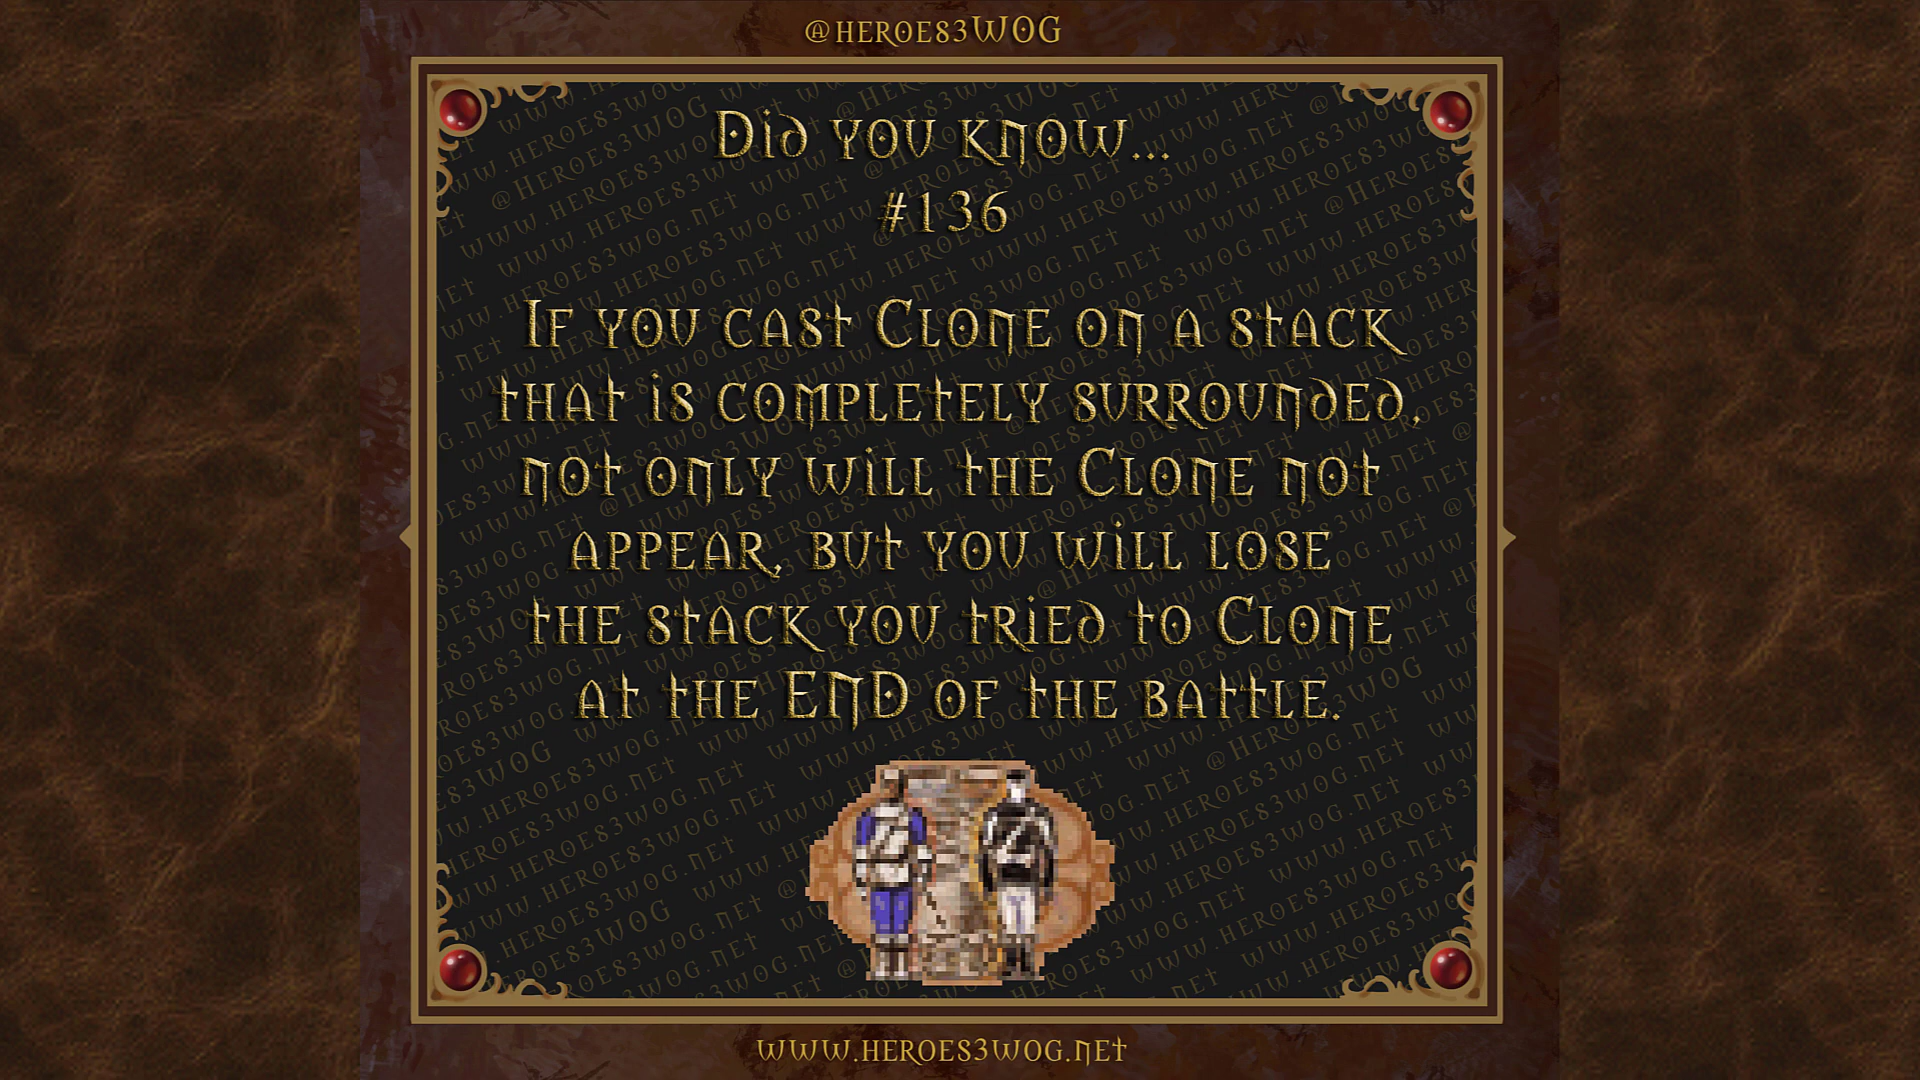 @heroes3WOG
Did you know...
#136
If you cast Clone on a stack
that is completely surrounded,
not only will the Clone not
appear, but you will lose
the stack you tried to Clone
at the END of the battle.
www.heroes3wog.net